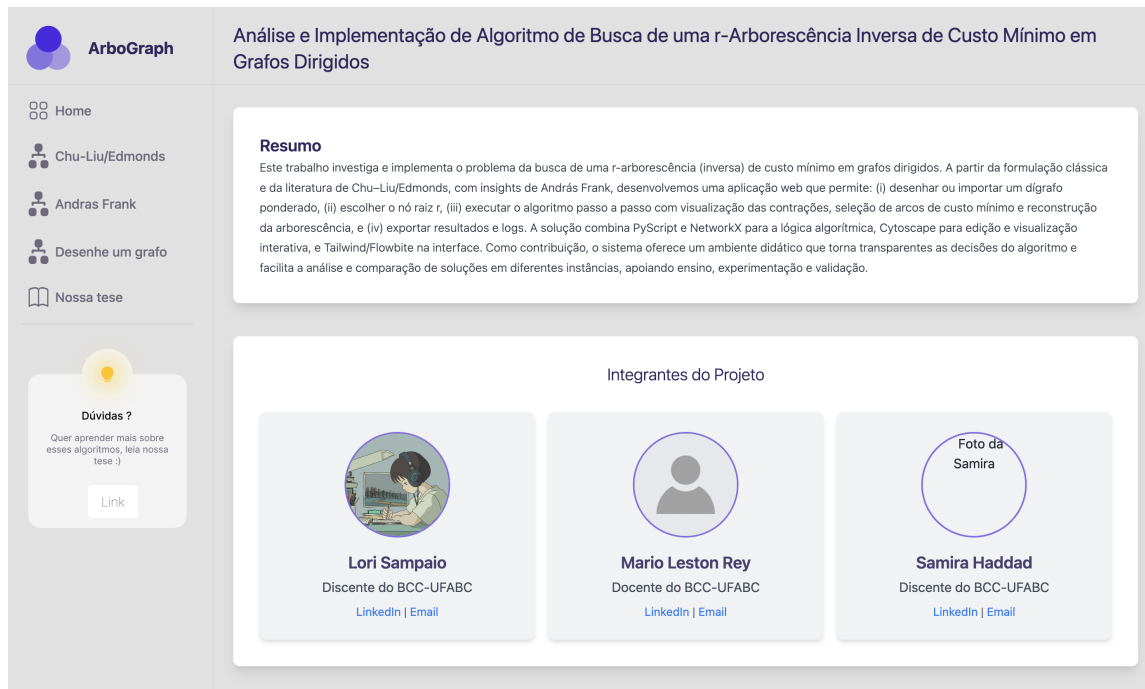 ArboGraph
Home
Chu-Liu/Edmonds
Andras Frank
Desenhe um grafo
Nossa tese
Dúvidas ?
Quer aprender mais sobre
esses algoritmos, leia nossa
tese :)
Link
Análise e Implementação de Algoritmo de Busca de uma r-Arborescência Inversa de Custo Mínimo em
Grafos Dirigidos
Resumo
Este trabalho investiga e implementa o problema da busca de uma r-arborescência (inversa) de custo mínimo em grafos dirigidos. A partir da formulação clássica
e da literatura de Chu–Liu/Edmonds, com insights de András Frank, desenvolvemos uma aplicação web que permite: (i) desenhar ou importar um dígrafo
ponderado, (ii) escolher o nó raiz r, (iii) executar o algoritmo passo a passo com visualização das contrações, seleção de arcos de custo mínimo e reconstrução
da arborescência, e (iv) exportar resultados e logs. A solução combina PyScript e NetworkX para a lógica algorítmica, Cytoscape para edição e visualização
interativa, e Tailwind/Flowbite na interface. Como contribuição, o sistema oferece um ambiente didático que torna transparentes as decisões do algoritmo e
facilita a análise e comparação de soluções em diferentes instâncias, apoiando ensino, experimentação e validação.
Integrantes do Projeto
Lori Sampaio
Discente do BCC-UFABC
LinkedIn | Email
Mario Leston Rey
Docente do BCC-UFABC
LinkedIn | Email
Foto da
Samira
Samira Haddad
Discente do BCC-UFABC
LinkedIn | Email